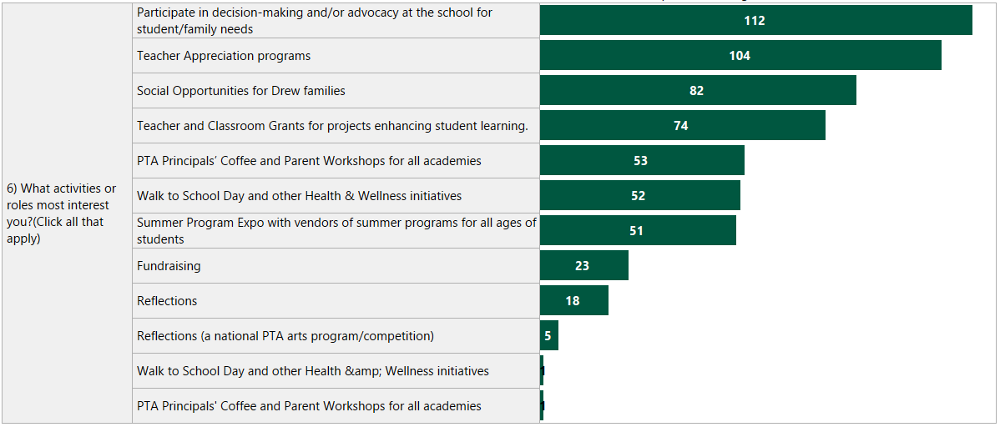 Participate in decision-making and/or advocacy at the school for
student/family needs
112
Teacher Appreciation programs
104
Social Opportunities for Drew families
82
Teacher and Classroom Grants for projects enhancing student learning.
74
PTA Principals’ Coffee and Parent Workshops for all academies
53
6) What activities or
roles most interest
you?(Click all that
apply)
Walk to School Day and other Health & Wellness initiatives
52
Summer Program Expo with vendors of summer programs for all ages of
students
51
Fundraising
23
Reflections
18
Reflections (a national PTA arts program/competition)
5
Walk to School Day and other Health &amp; Wellness initiatives
1
PTA Principals' Coffee and Parent Workshops for all academies
1